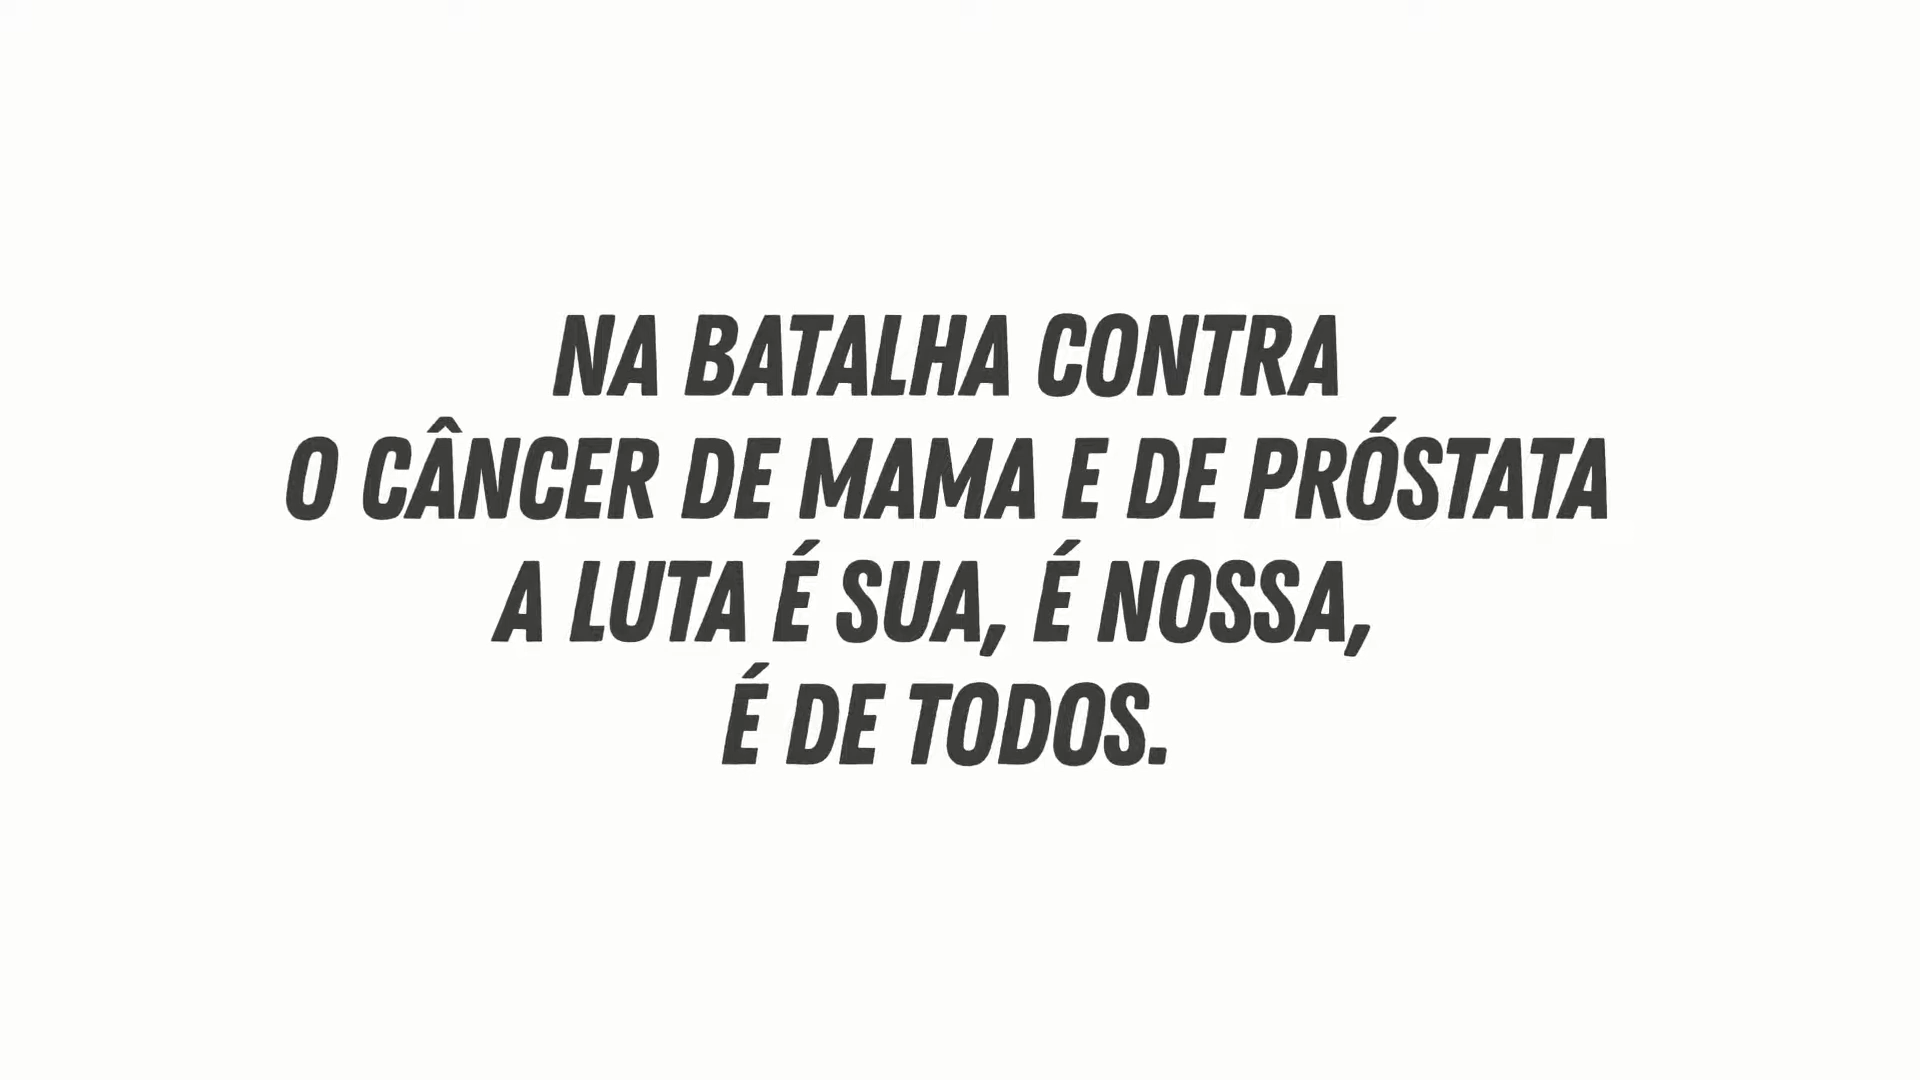 NA BATALHA CONTRA
O CÂNCER DE MAMA E DE PRÓSTATA
A LUTA É SUA, É NOSSA,
É DE TODOS.